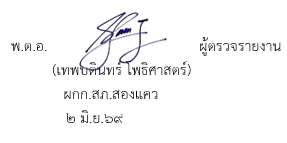 พ.ต.อ. ผู้ตรวจรายงาน
(เทพบดินทร์ โพธิศาสตร์)
ผกก.สภ.สองแคว
๒ มิ.ย.๖๙